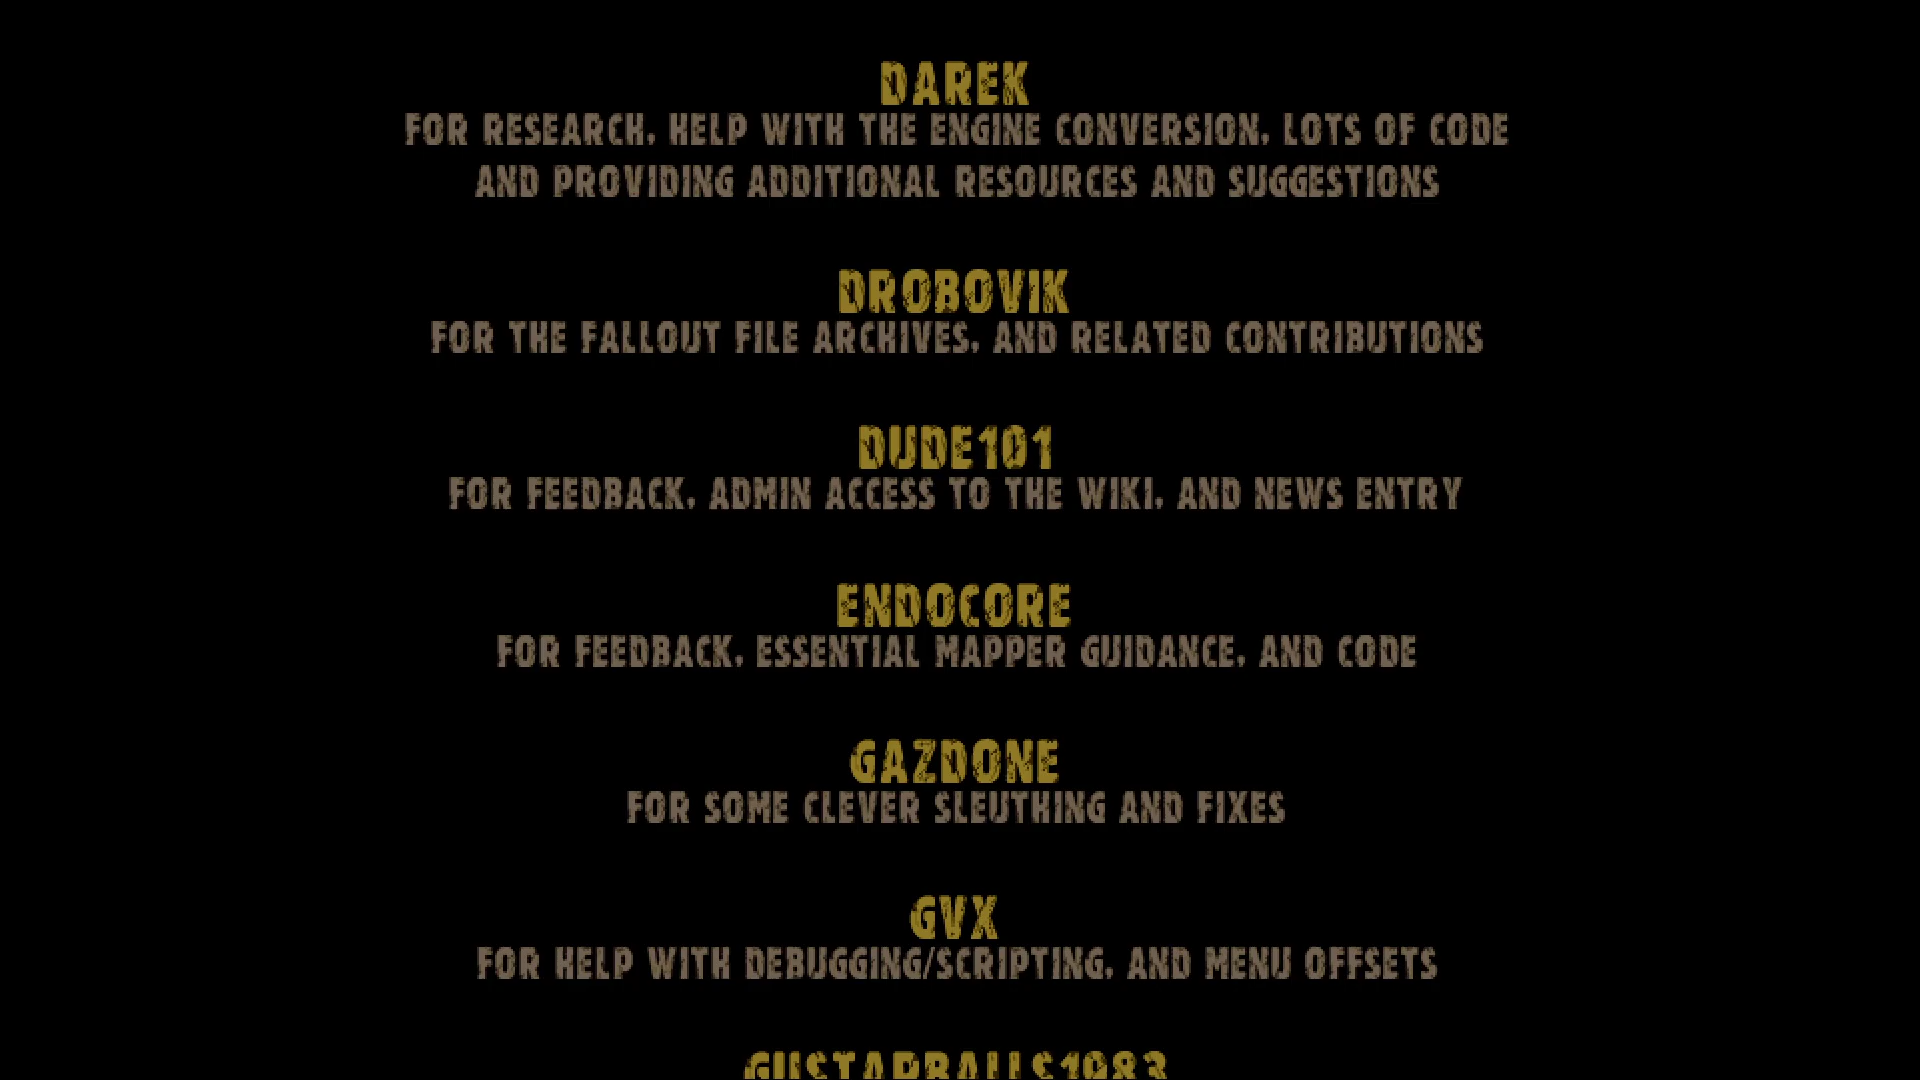 DAREK
FOR RESEARCH, HELP WITH THE ENGINE CONVERSION, LOTS OF CODE
AND PROVIDING ADDITIONAL RESOURCES AND SUGGESTIONS
DROBOVIK
FOR THE FALLOUT FILE ARCHIVES, AND RELATED CONTRIBUTIONS
DUDE101
FOR FEEDBACK, ADMIN ACCESS TO THE WIKI, AND NEWS ENTRY
ENDOCORE
FOR FEEDBACK, ESSENTIAL MAPPER GUIDANCE, AND CODE
GAZDONE
FOR SOME CLEVER SLEUTHING AND FIXES
GVX
FOR HELP WITH DEBUGGING/SCRIPTING, AND MENU OFFSETS